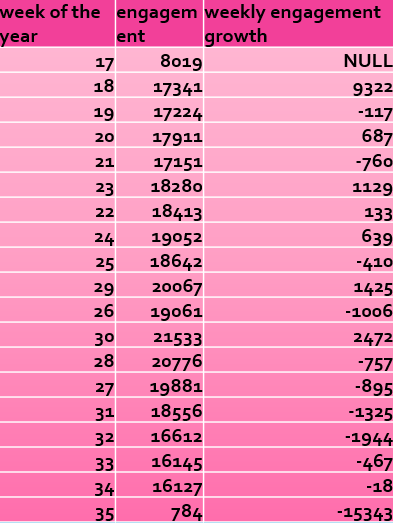 week of the year engagem ent weekly engagement growth
17 8019 NULL
18 17341 9322
19 17224 -117
20 17911 687
21 17151 -760
23 18280 1129
22 18413 133
24 19052 639
25 18642 -410
29 20067 1425
26 19061 -1006
30 21533 2472
28 20776 -757
27 19881 -895
31 18556 -1325
32 16612 -1944
33 16145 -467
34 16127 -18
35 784 -15343